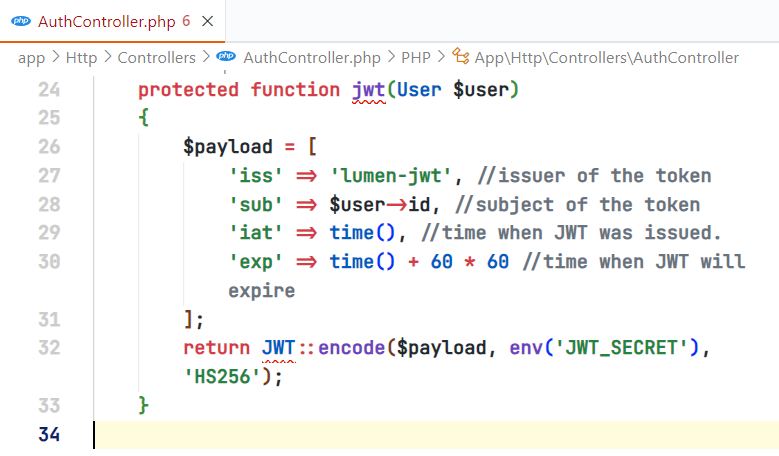 php AuthController.php 6 ×
app > Http > Controllers > php AuthController.php > PHP > App\Http\Controllers\AuthController
24 protected function jwt(User $user)
25 {
26 $payload = [
27 'iss' => 'lumen-jwt', //issuer of the token
28 'sub' => $user->id, //subject of the token
29 'iat' => time(), //time when JWT was issued.
30 'exp' => time() + 60 * 60 //time when JWT will
expire
31 ];
32 return JWT::encode($payload, env('JWT_SECRET'),
'HS256');
33 }
34